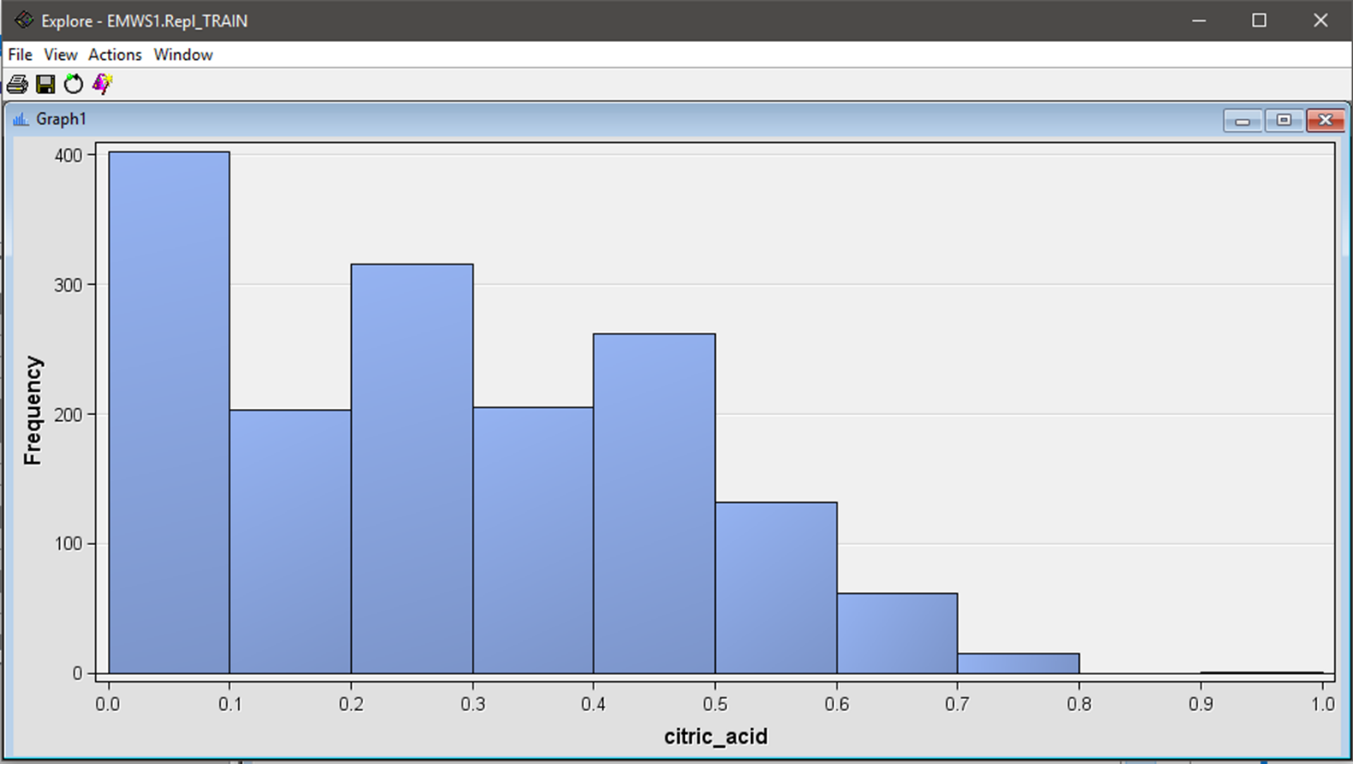 Explore - EMWS1.Repl_TRAIN
File View Actions Window
Graph1
400
300
200
100
0
Frequency
0.0 0.1 0.2 0.3 0.4 0.5 0.6 0.7 0.8 0.9 1.0
citric_acid